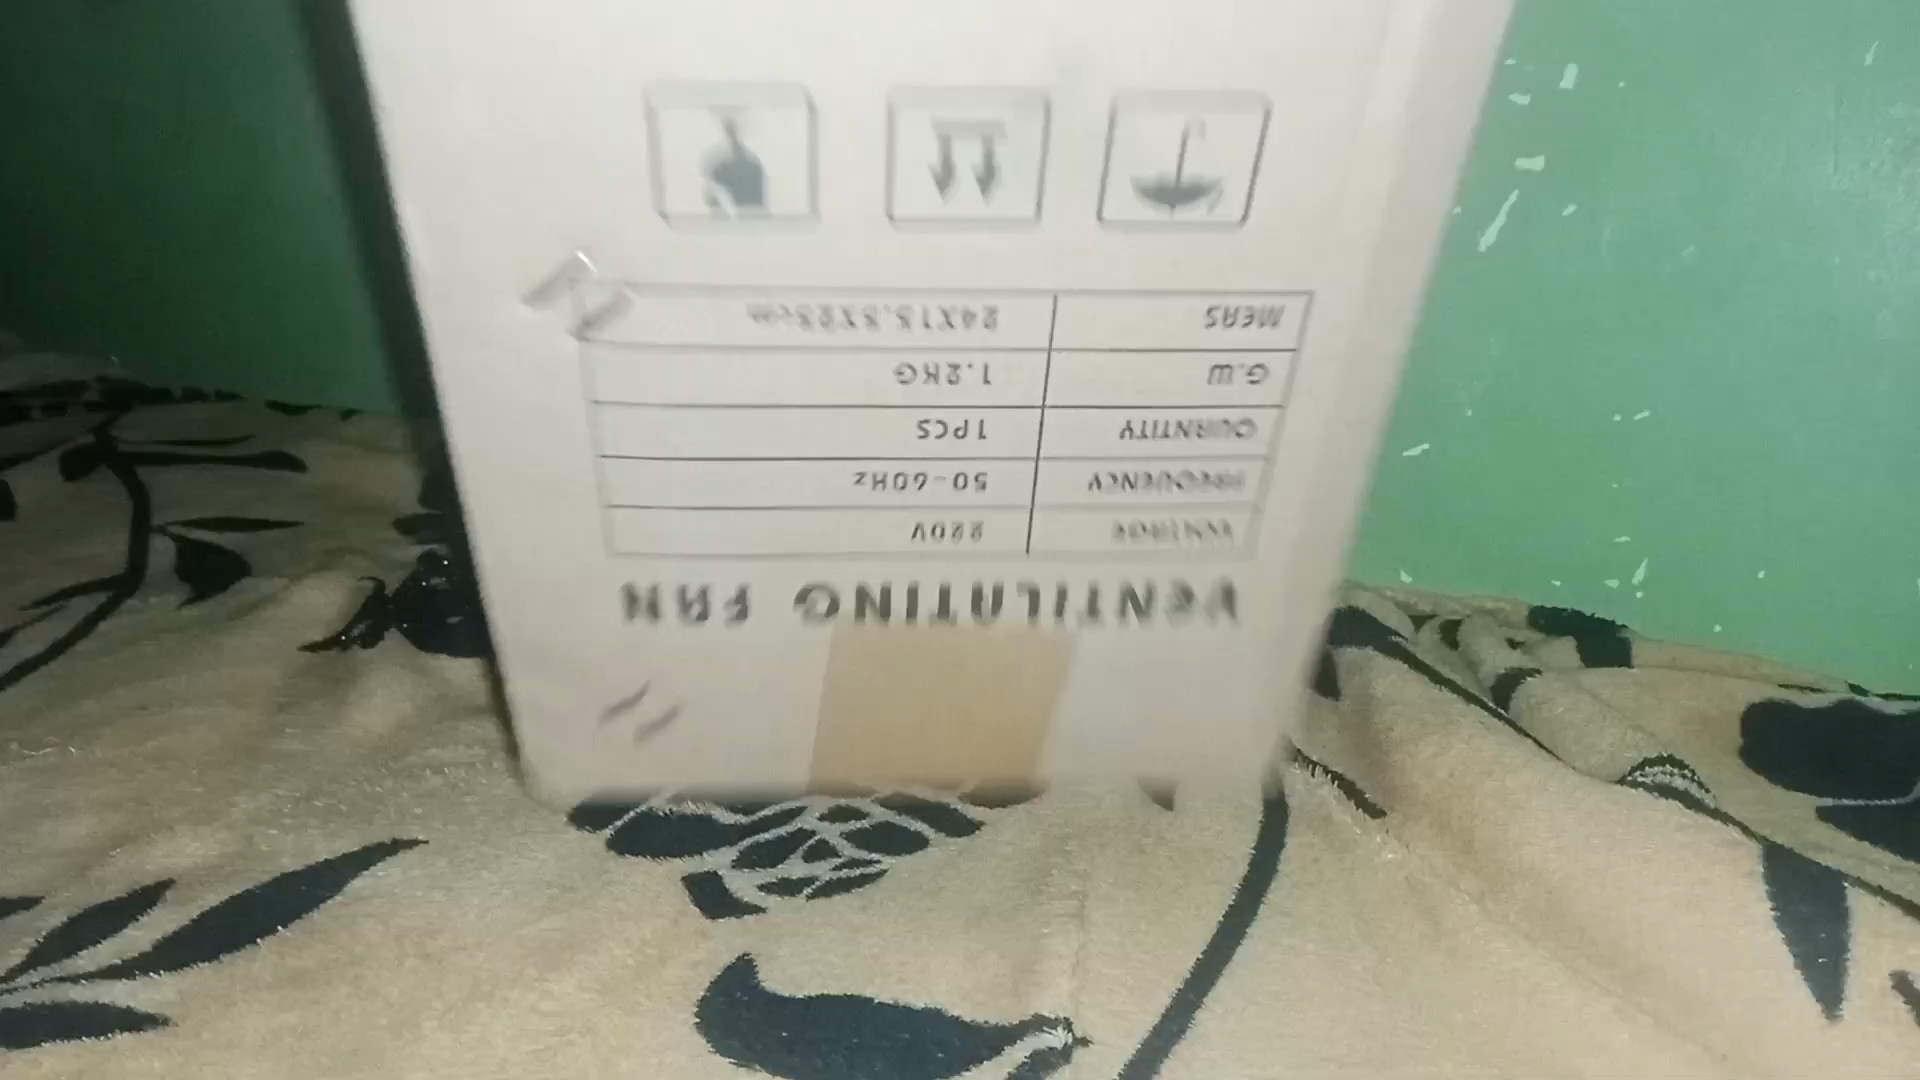 VENTILATING FAN
VOLTAGE 220V
FREQUENCY 50-60Hz
QUANTITY 1PCS
G.W 1.2KG
MEAS 24X15.5X25cm